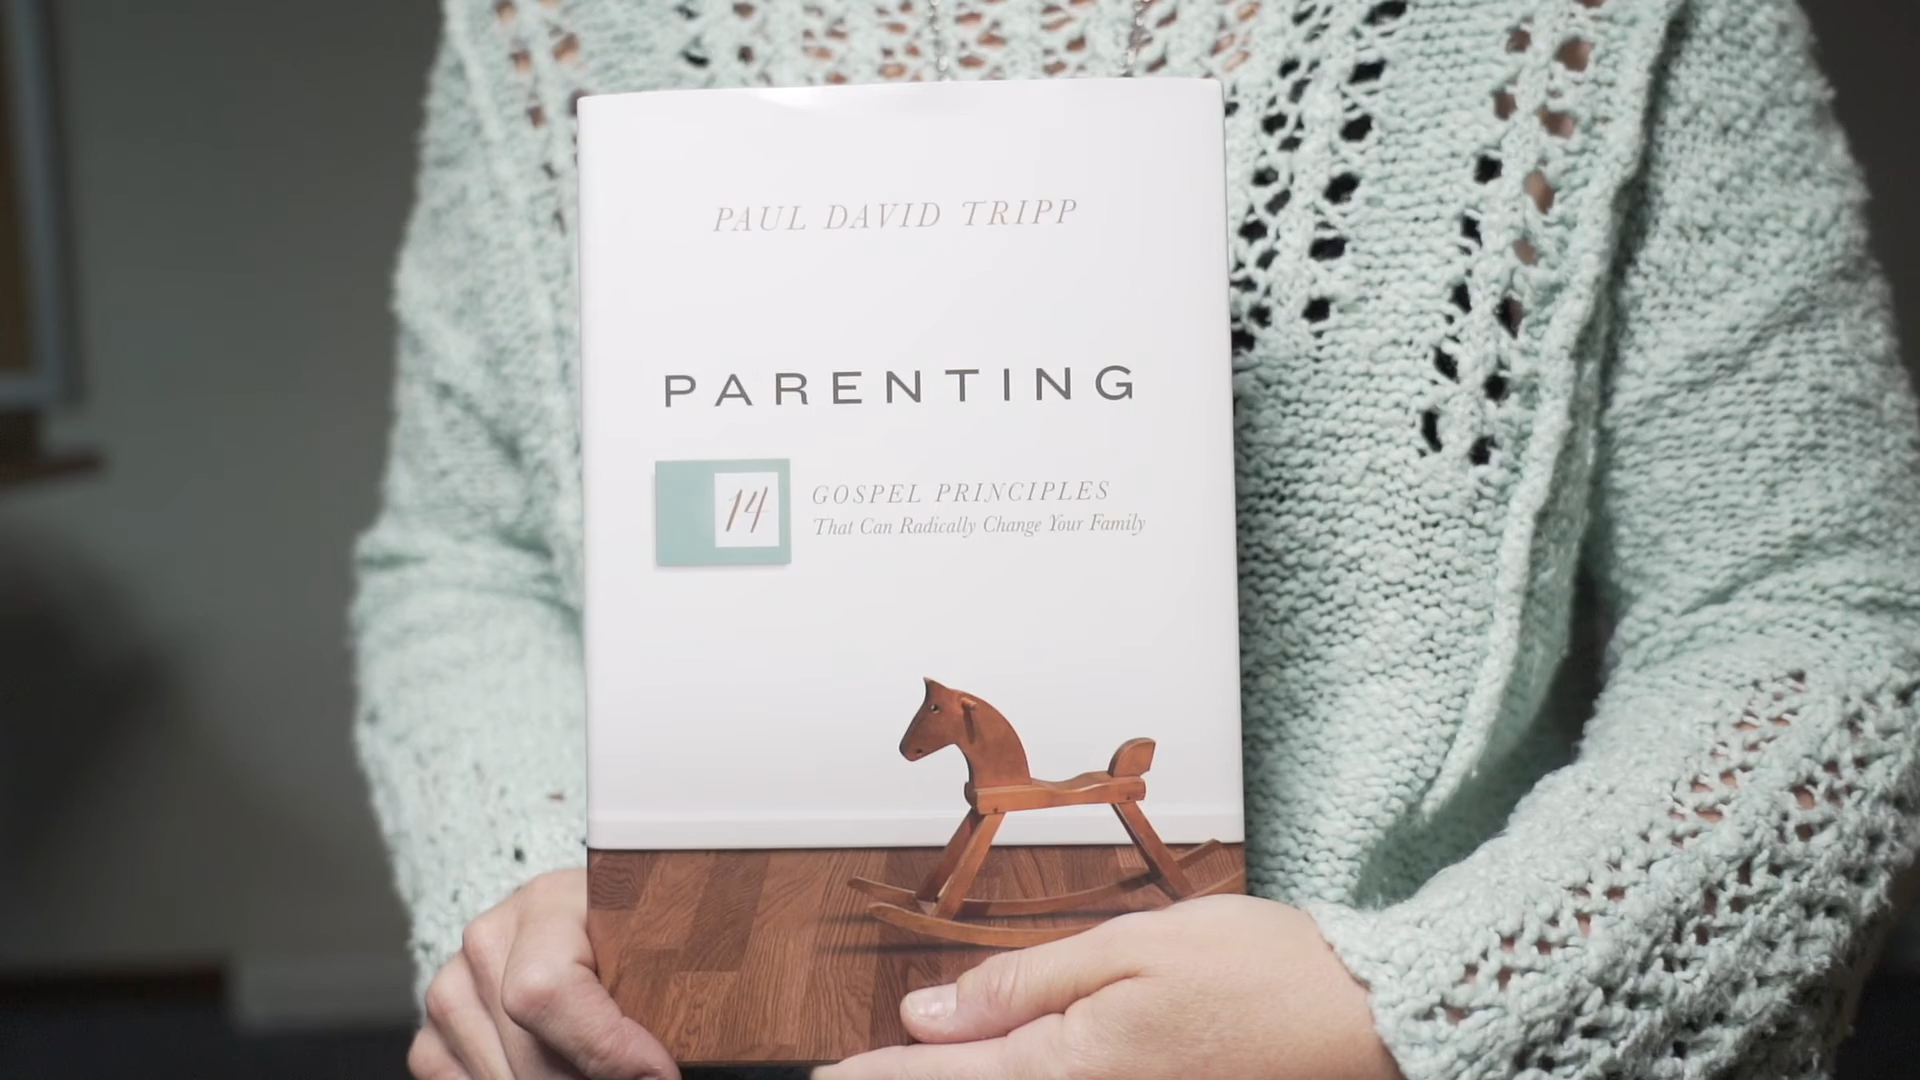 PAUL DAVID TRIPP
PARENTING
14
GOSPEL PRINCIPLES
That Can Radically Change Your Family